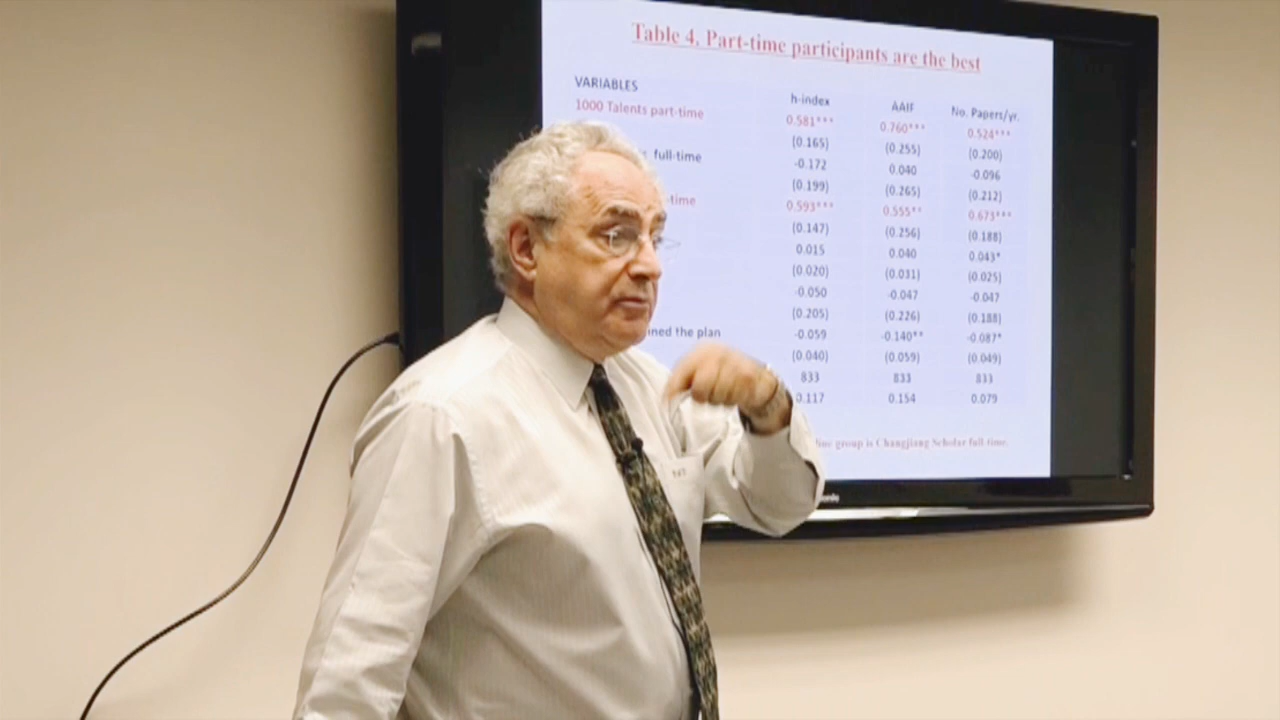 Table 4. Part-time participants are the best
VARIABLES h-index AAIF No. Papers/yr.
1000 Talents part-time 0.581*** 0.760*** 0.524***
(0.165) (0.255) (0.200)
full-time -0.172 0.040 -0.096
(0.199) (0.265) (0.212)
-time 0.593*** 0.555** 0.673***
(0.147) (0.256) (0.188)
0.015 0.040 0.043*
(0.020) (0.031) (0.025)
-0.050 -0.047 -0.047
(0.205) (0.226) (0.188)
ined the plan -0.059 -0.140** -0.087*
(0.040) (0.059) (0.049)
833 833 833
0.117 0.154 0.079
group is Changjiang Scholar full-time.